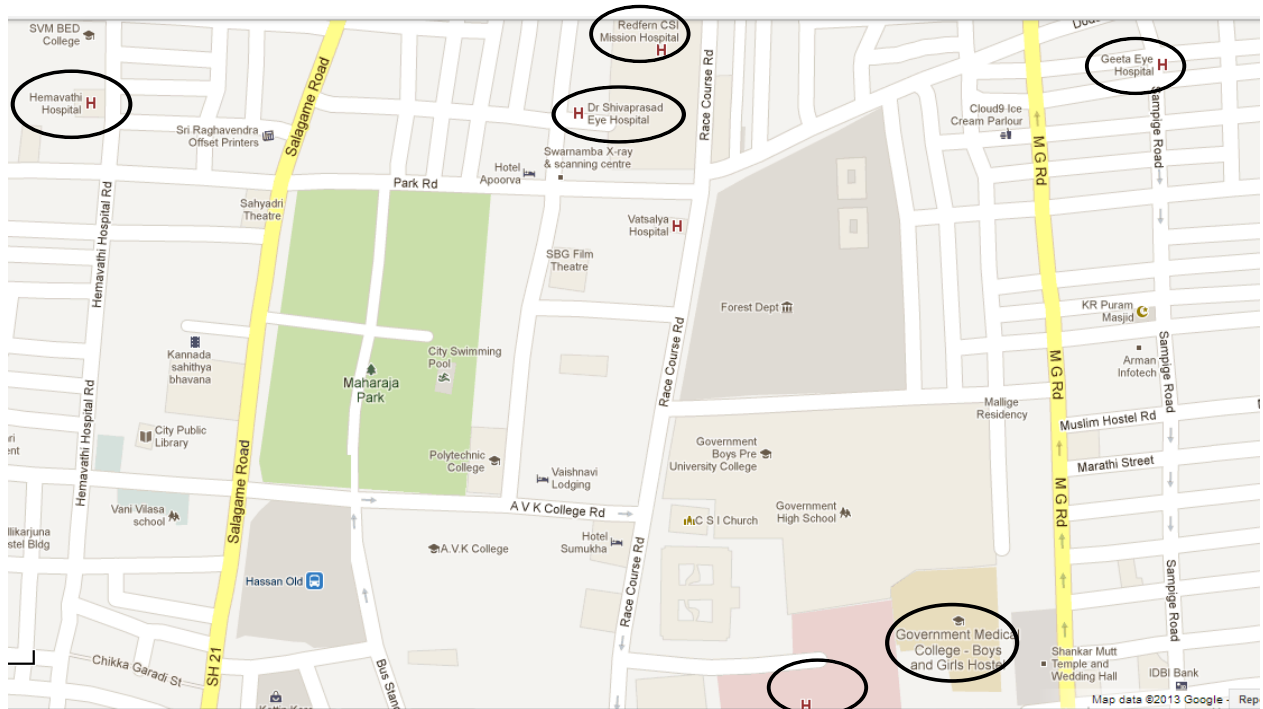 SVM BED
College
Redfern CSI
Mission Hospital
H
Race Course Rd
Geeta Eye
Hospital
H
Hemavathi
Hospital
H
Salagame Road
Sri Raghavendra
Offset Printers
H
Dr Shivaprasad
Eye Hospital
Cloud9 Ice
Cream Parlour
M G Rd
Sampige Road
Swarnamba X-ray
& scanning centre
Hotel
Apoorva
Park Rd
Sahyadri
Theatre
Hemavathi Hospital Rd
Vatsalya
Hospital
H
SBG Film
Theatre
Forest Dept
KR Puram
Masjid
Kannada
sahithya
bhavana
City Swimming
Pool
Maharaja
Park
Race Course Rd
M G Rd
Arman
Infotech
Sampige Road
Mallige
Residency
Muslim Hostel Rd
Hemavathi Hospital Rd
City Public
Library
Salagame Road
Polytechnic
College
Vaishnavi
Lodging
Government
Boys Pre
University College
Marathi Street
M G Rd
Vani Vilasa
school
A V K College Rd
C S I Church
Government
High School
llikarjuna
stel Bldg
A.V.K College
Hotel
Sumukha
Race Course Rd
Hassan Old
Sampige Road
Government Medical
College - Boys
and Girls Hostel
Shankar Mutt
Temple and
Wedding Hall
IDBI Bank
Chikka Garadi St
SH 21
Bus Stand
H
Map data ©2013 Google -
Rep